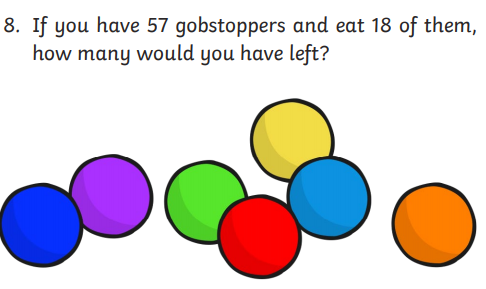 8. If you have 57 gobstoppers and eat 18 of them,
how many would you have left?